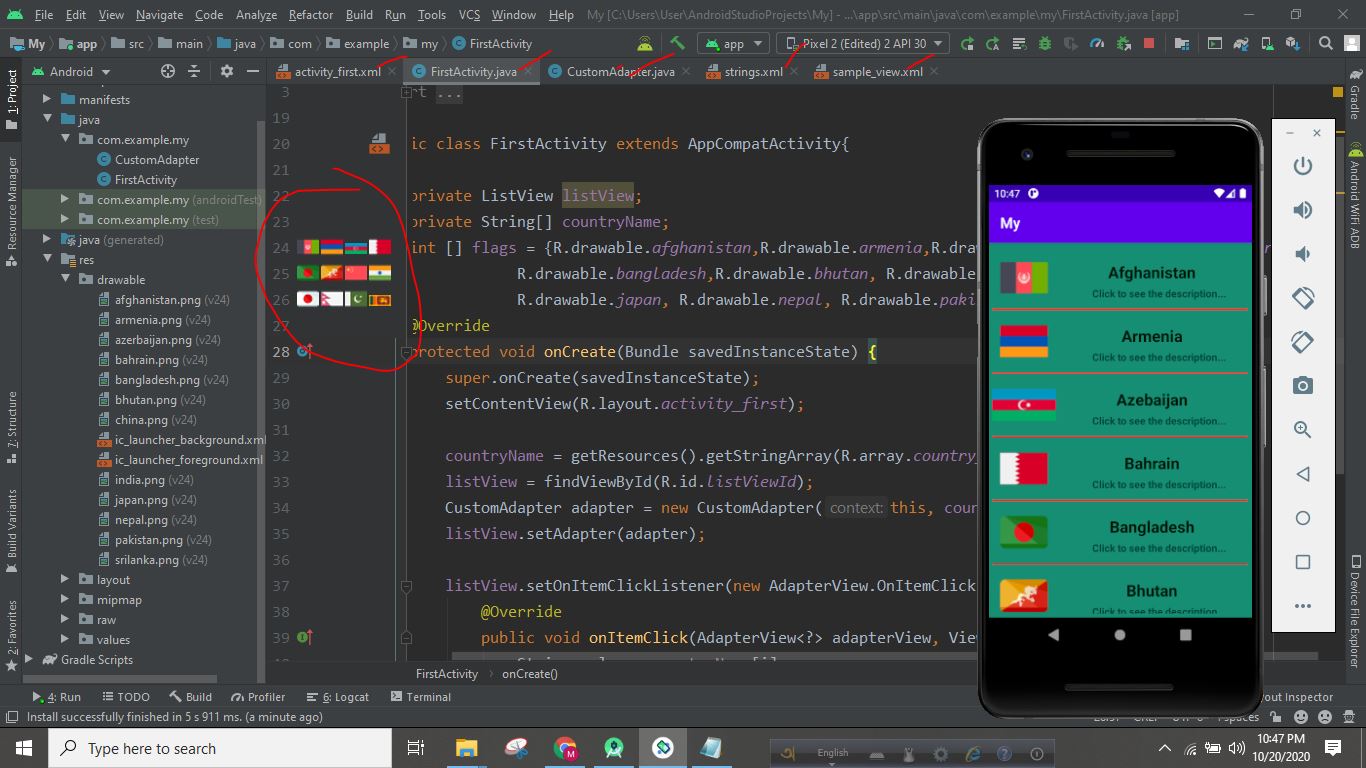 File Edit View Navigate Code Analyze Refactor Build Run Tools VCS Window Help My [C:\Users\User\AndroidStudioProjects\My] - ...\app\src\main\java\com\example\my\FirstActivity.java [app]
My app src main java com example my FirstActivity
app Pixel 2 (Edited) 2 API 30
Android
activity_first.xml FirstActivity.java CustomAdapter.java strings.xml sample_view.xml
1: Project
Resource Manager
7: Structure
Build Variants
2: Favorites
manifests
java
com.example.my
CustomAdapter
FirstActivity
com.example.my (androidTest)
com.example.my (test)
java (generated)
res
drawable
afghanistan.png (v24)
armenia.png (v24)
azerbaijan.png (v24)
bahrain.png (v24)
bangladesh.png (v24)
bhutan.png (v24)
china.png (v24)
ic_launcher_background.xml
ic_launcher_foreground.xml
india.png (v24)
japan.png (v24)
nepal.png (v24)
pakistan.png (v24)
srilanka.png (v24)
layout
mipmap
raw
values
Gradle Scripts
3 rt ...
19
20 ic class FirstActivity extends AppCompatActivity{
21
22 private ListView listView;
23 private String[] countryName;
24 int [] flags = {R.drawable.afghanistan,R.drawable.armenia,R.draw
25 R.drawable.bangladesh,R.drawable.bhutan, R.drawable
26 R.drawable.japan, R.drawable.nepal, R.drawable.paki
27 @Override
28 protected void onCreate(Bundle savedInstanceState) {
29 super.onCreate(savedInstanceState);
30 setContentView(R.layout.activity_first);
31
32 countryName = getResources().getStringArray(R.array.country_
33 listView = findViewById(R.id.listViewId);
34 CustomAdapter adapter = new CustomAdapter( context: this, coun
35 listView.setAdapter(adapter);
36
37 listView.setOnItemClickListener(new AdapterView.OnItemClick
38 @Override
39 public void onItemClick(AdapterView<?> adapterView, View
FirstActivity onCreate()
10:47
My
Afghanistan
Click to see the description...
Armenia
Click to see the description...
Azebaijan
Click to see the description...
Bahrain
Click to see the description...
Bangladesh
Click to see the description...
Bhutan
Click to see the description...
Gradle
Android WiFi ADB
Device File Explorer
4: Run TODO Build Profiler 6: Logcat Terminal
Install successfully finished in 5 s 911 ms. (a minute ago)
Type here to search
English
10:47 PM
10/20/2020